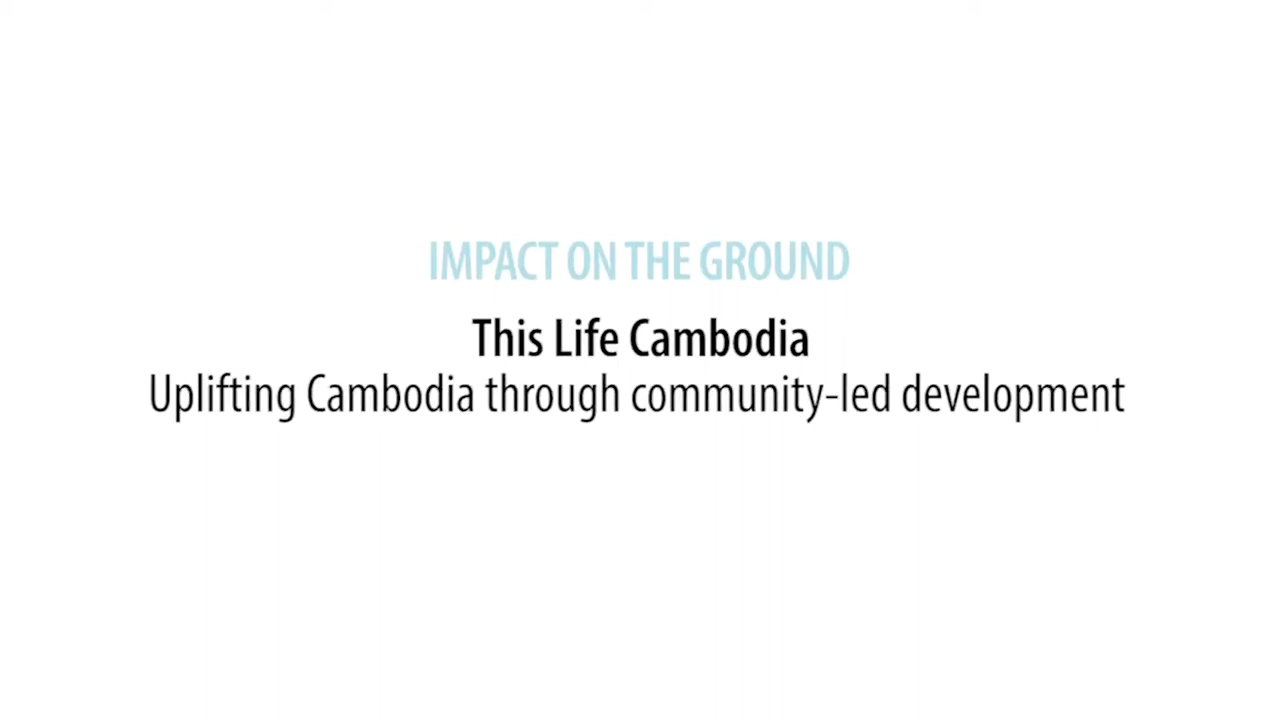 IMPACT ON THE GROUND
This Life Cambodia
Uplifting Cambodia through community-led development